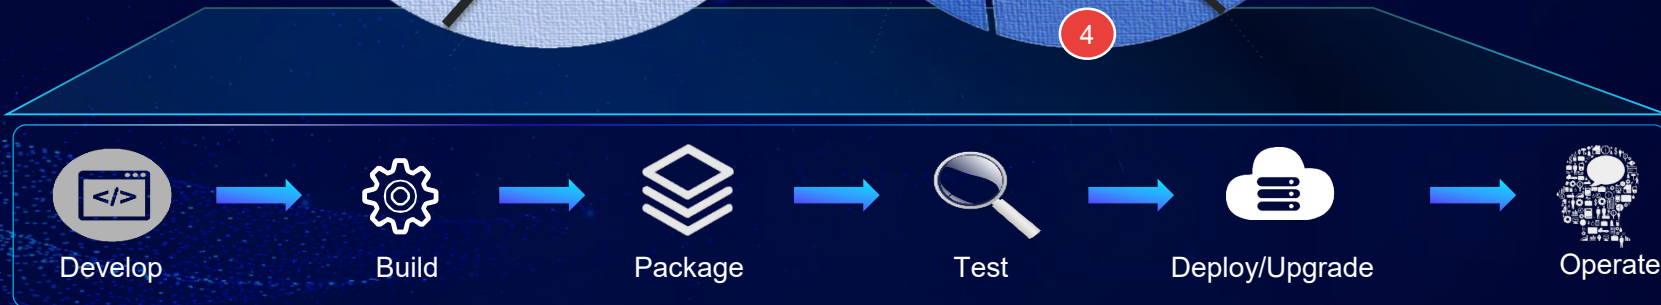 4
</>
Develop
Build
Package
Test
Deploy/Upgrade
Operate